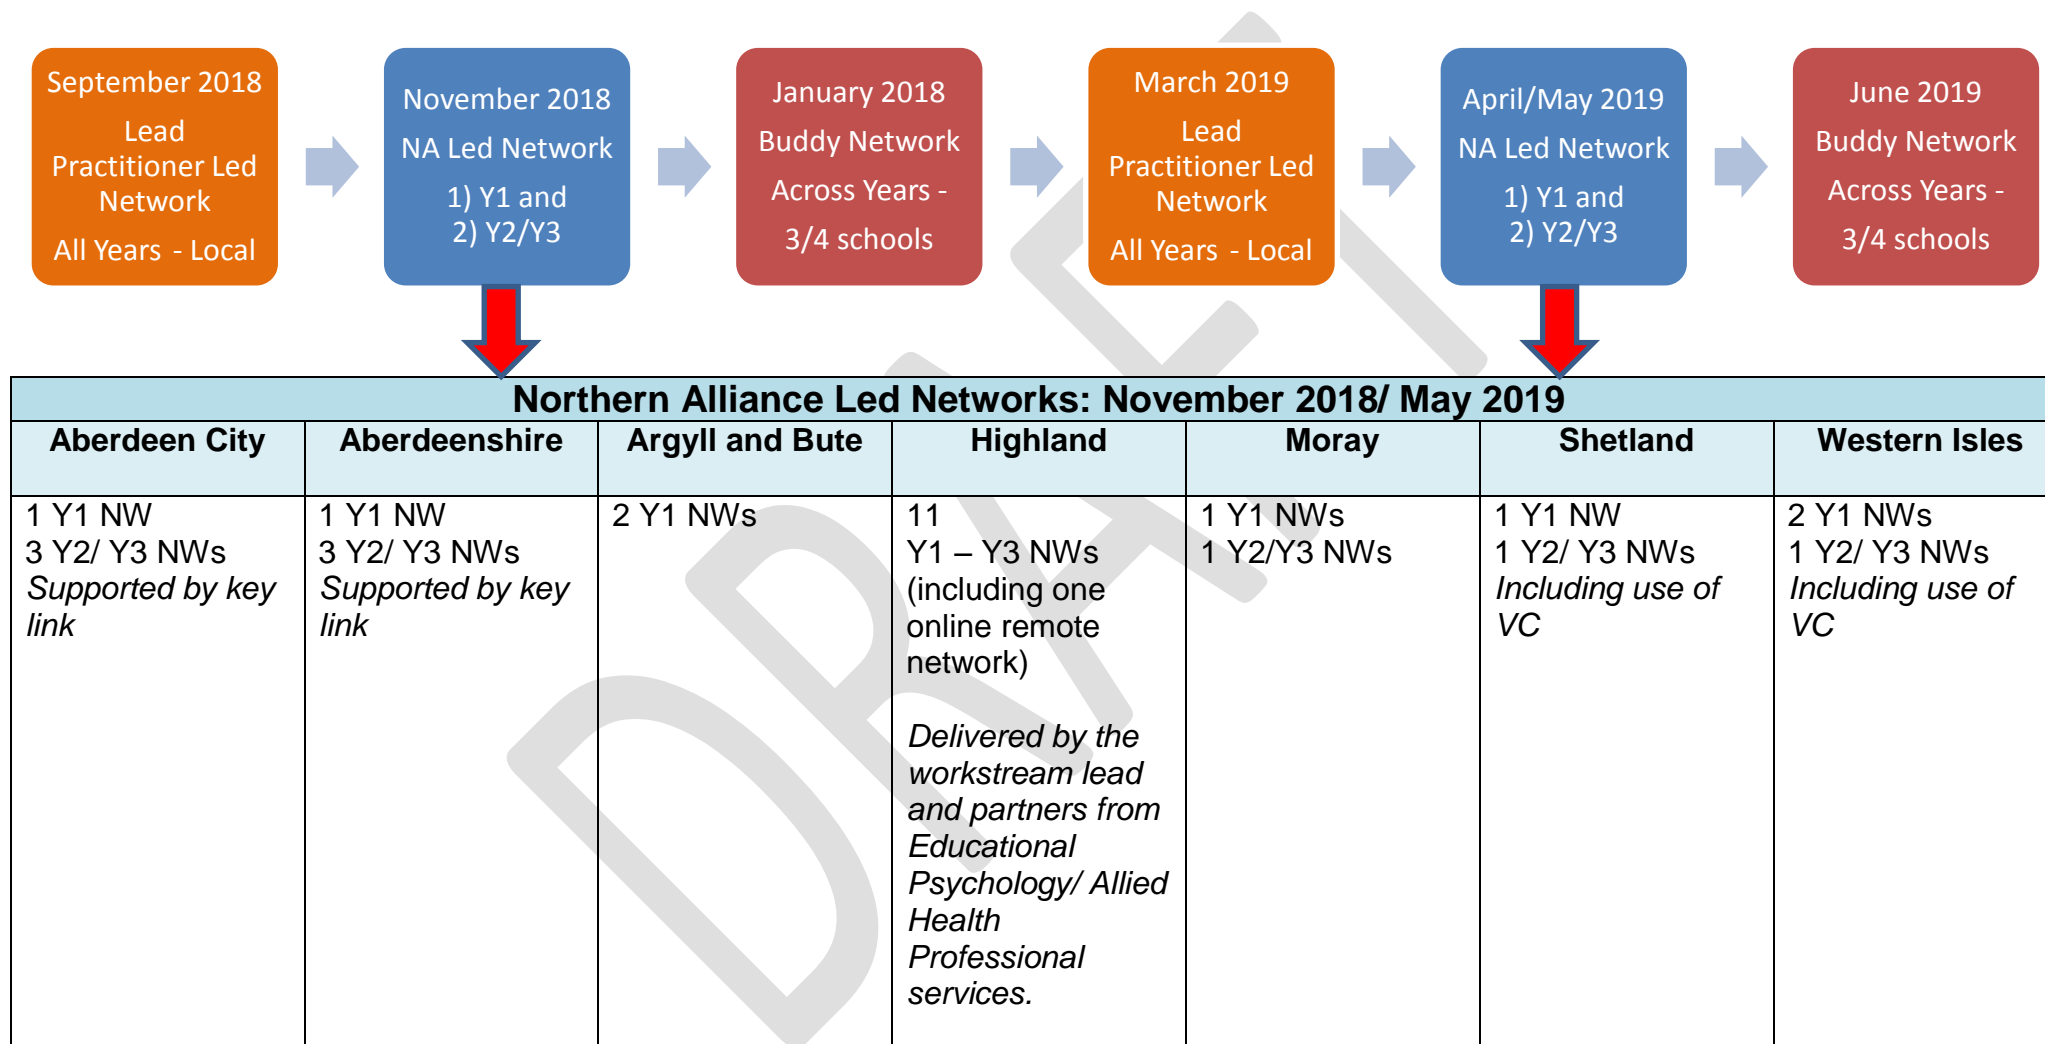 September 2018
Lead
Practitioner Led
Network
All Years - Local
November 2018
NA Led Network
1) Y1 and
2) Y2/Y3
January 2018
Buddy Network
Across Years -
3/4 schools
March 2019
Lead
Practitioner Led
Network
All Years - Local
April/May 2019
NA Led Network
1) Y1 and
2) Y2/Y3
June 2019
Buddy Network
Across Years -
3/4 schools
Northern Alliance Led Networks: November 2018/ May 2019
Aberdeen City
Aberdeenshire
Argyll and Bute
Highland
Moray
Shetland
Western Isles
1 Y1 NW
3 Y2/ Y3 NWs
Supported by key
link
1 Y1 NW
3 Y2/ Y3 NWs
Supported by key
link
2 Y1 NWs
11
Y1 – Y3 NWs
(including one
online remote
network)
Delivered by the
workstream lead
and partners from
Educational
Psychology/ Allied
Health
Professional
services.
1 Y1 NWs
1 Y2/Y3 NWs
1 Y1 NW
1 Y2/ Y3 NWs
Including use of
VC
2 Y1 NWs
1 Y2/ Y3 NWs
Including use of
VC
DRAFT